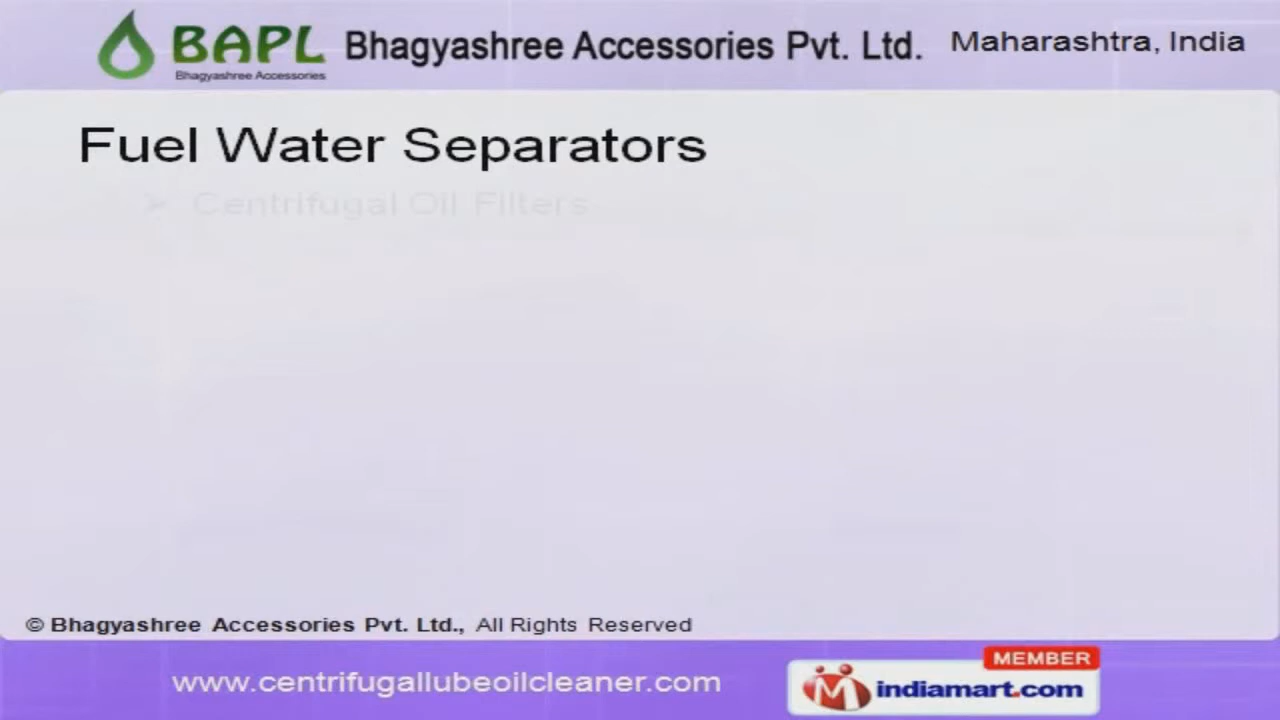 BAPL
Bhagyashree Accessories
Bhagyashree Accessories Pvt. Ltd.
Maharashtra, India
Fuel Water Separators
➤ Centrifugal Oil Filters
© Bhagyashree Accessories Pvt. Ltd., All Rights Reserved
www.centrifugallubeoilcleaner.com
MEMBER
indiamart.com